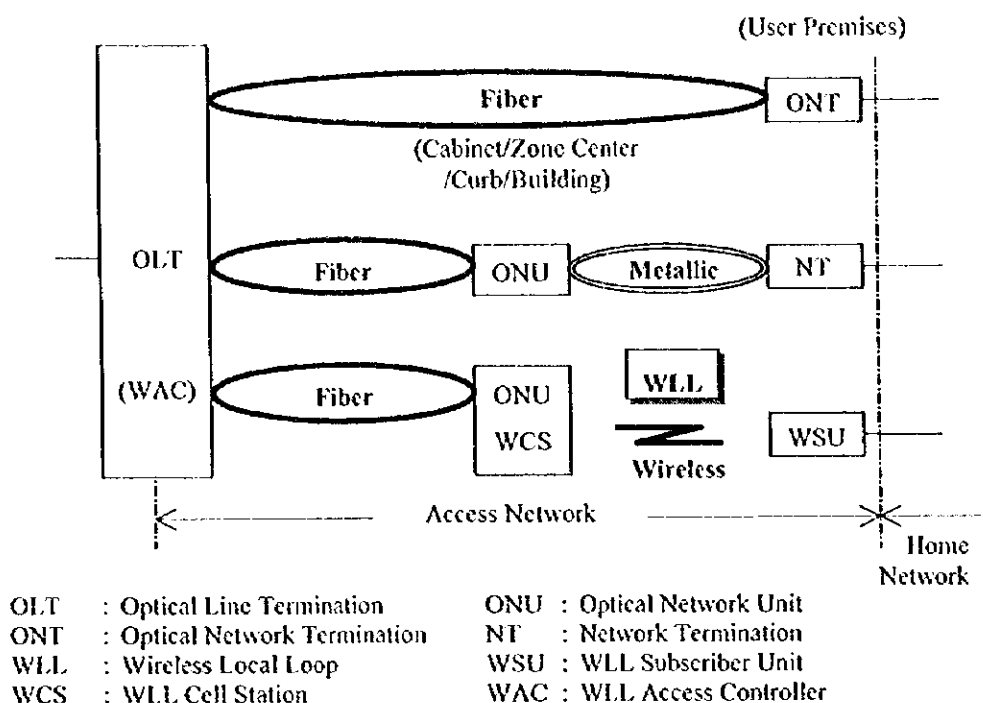 (User Premises)
Fiber
ONT
(Cabinet/Zone Center
/Curb/Building)
OLT
Fiber
ONU
Metallic
NT
(WAC)
Fiber
ONU
WCS
WLL
Wireless
WSU
Access Network
Home
Network
OLT : Optical Line Termination
ONT : Optical Network Termination
WLL : Wireless Local Loop
WCS : WLL Cell Station
ONU : Optical Network Unit
NT : Network Termination
WSU : WLL Subscriber Unit
WAC : WLL Access Controller